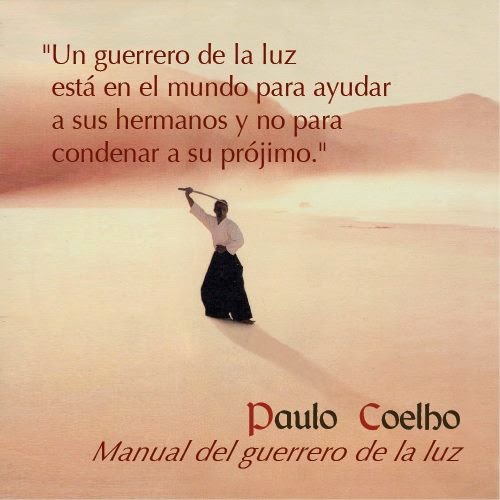 "Un guerrero de la luz
está en el mundo para ayudar
a sus hermanos y no para
condenar a su prójimo."
Paulo Coelho
Manual del guerrero de la luz